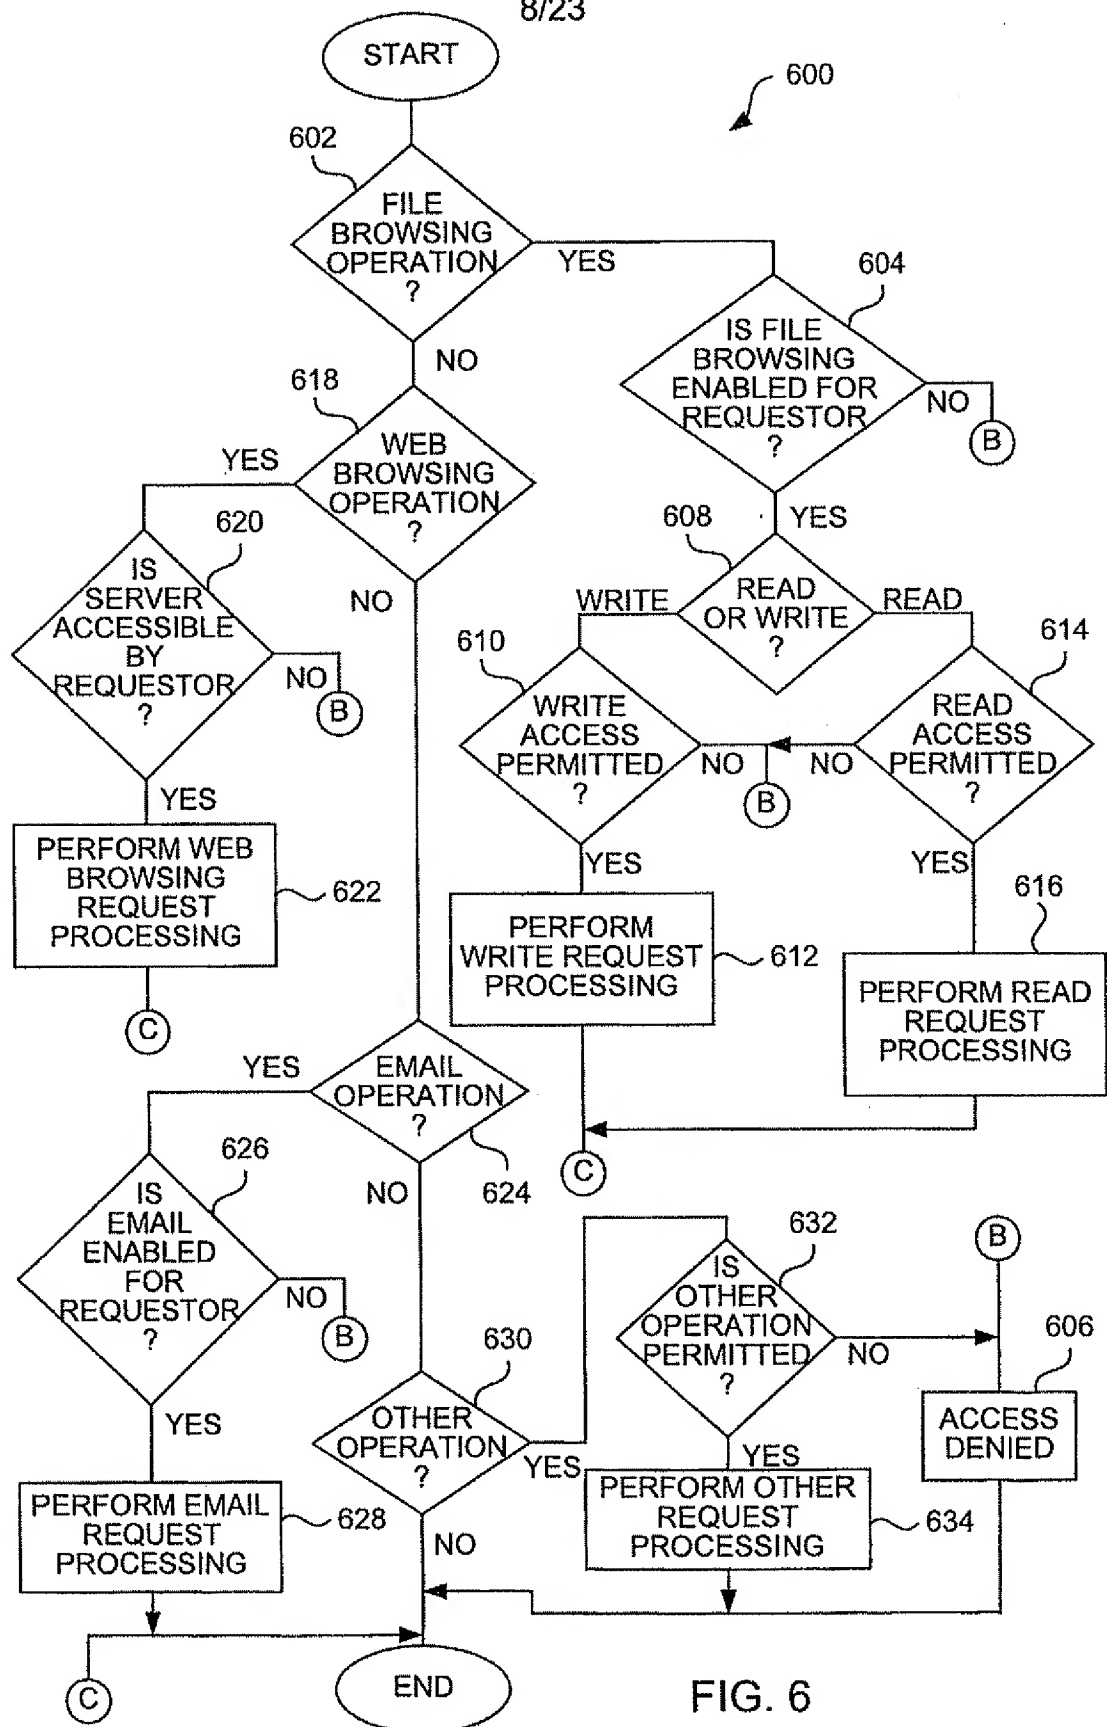 8/23
START
600
602
FILE
BROWSING
OPERATION
?
YES
NO
604
IS FILE
BROWSING
ENABLED FOR
REQUESTOR
?
NO
B
YES
618
WEB
BROWSING
OPERATION
?
YES
NO
620
IS
SERVER
ACCESSIBLE
BY
REQUESTOR
?
NO
B
YES
PERFORM WEB
BROWSING
REQUEST
PROCESSING
622
C
608
READ
OR WRITE
?
WRITE
READ
610
WRITE
ACCESS
PERMITTED
?
NO
B
YES
614
READ
ACCESS
PERMITTED
?
NO
YES
PERFORM
WRITE REQUEST
PROCESSING
612
616
PERFORM READ
REQUEST
PROCESSING
C
EMAIL
OPERATION
?
YES
624
NO
626
IS
EMAIL
ENABLED
FOR
REQUESTOR
?
NO
B
YES
PERFORM EMAIL
REQUEST
PROCESSING
628
630
OTHER
OPERATION
?
YES
NO
632
IS
OTHER
OPERATION
PERMITTED
?
NO
YES
PERFORM OTHER
REQUEST
PROCESSING
634
B
606
ACCESS
DENIED
C
END
FIG. 6